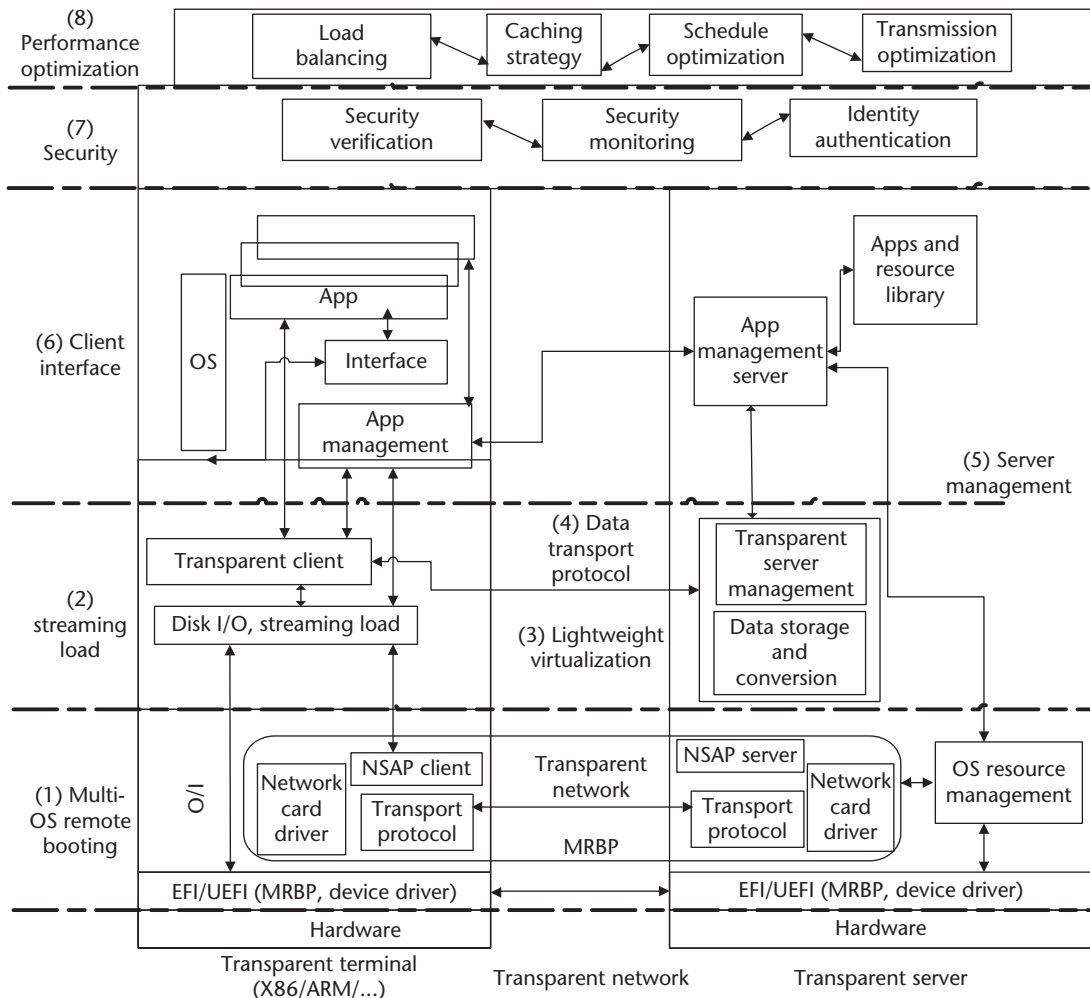 (8)
Performance
optimization
Load
balancing
Caching
strategy
Schedule
optimization
Transmission
optimization
(7)
Security
Security
verification
Security
monitoring
Identity
authentication
(6) Client
interface
OS
App
Interface
App
management
App
management
server
Apps and
resource
library
(5) Server
management
(2)
streaming
load
Transparent client
Disk I/O, streaming load
(4) Data
transport
protocol
(3) Lightweight
virtualization
Transparent
server
management
Data storage
and
conversion
(1) Multi-
OS remote
booting
O/I
Network
card
driver
NSAP client
Transport
protocol
Transparent
network
MRBP
NSAP server
Transport
protocol
Network
card
driver
OS resource
management
EFI/UEFI (MRBP, device driver)
EFI/UEFI (MRBP, device driver)
Hardware
Hardware
Transparent terminal
(X86/ARM/...)
Transparent network
Transparent server